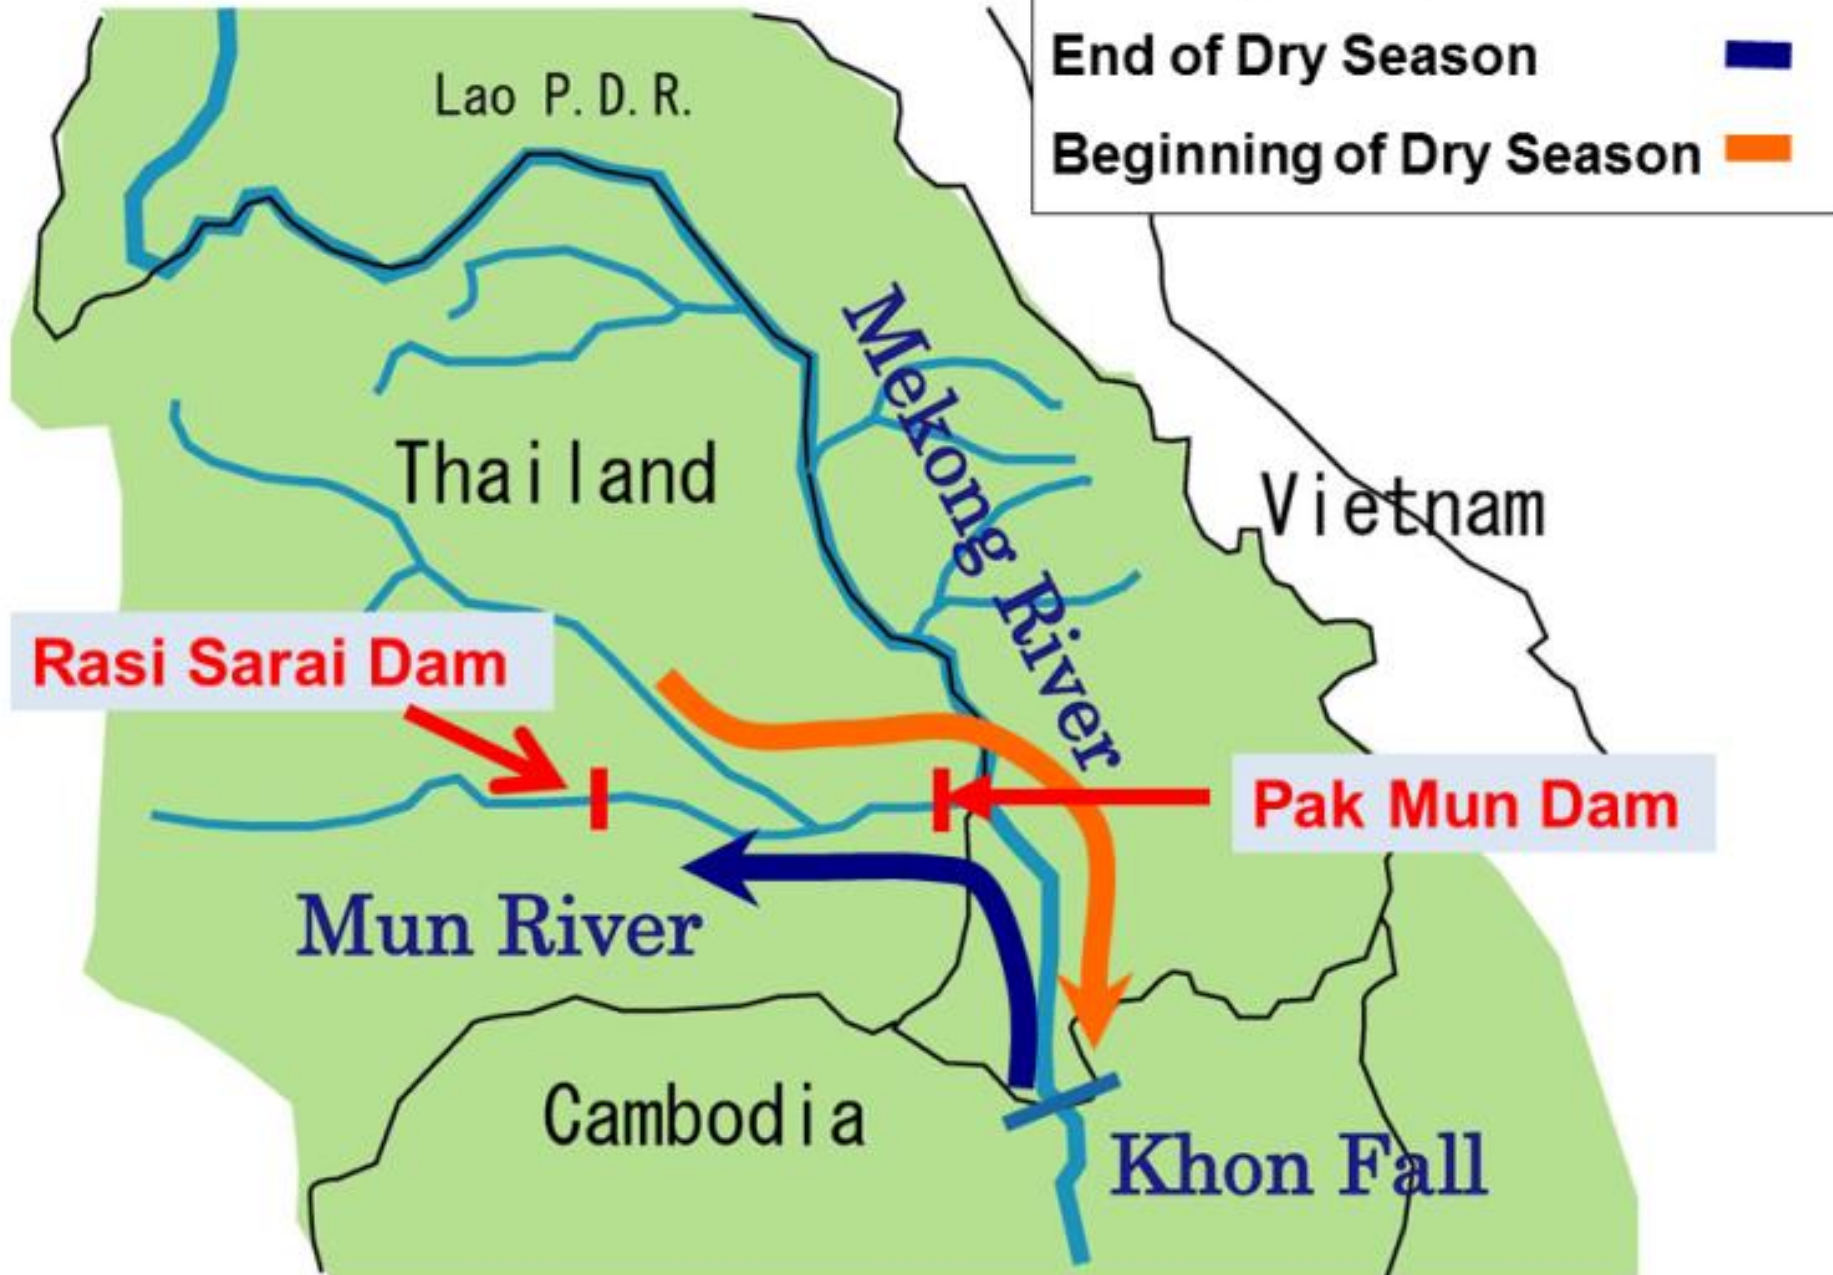 End of Dry Season
Beginning of Dry Season
Lao P.D.R.
Mekong River
Thailand
Vietnam
Rasi Sarai Dam
Pak Mun Dam
Mun River
Cambodia
Khon Fall